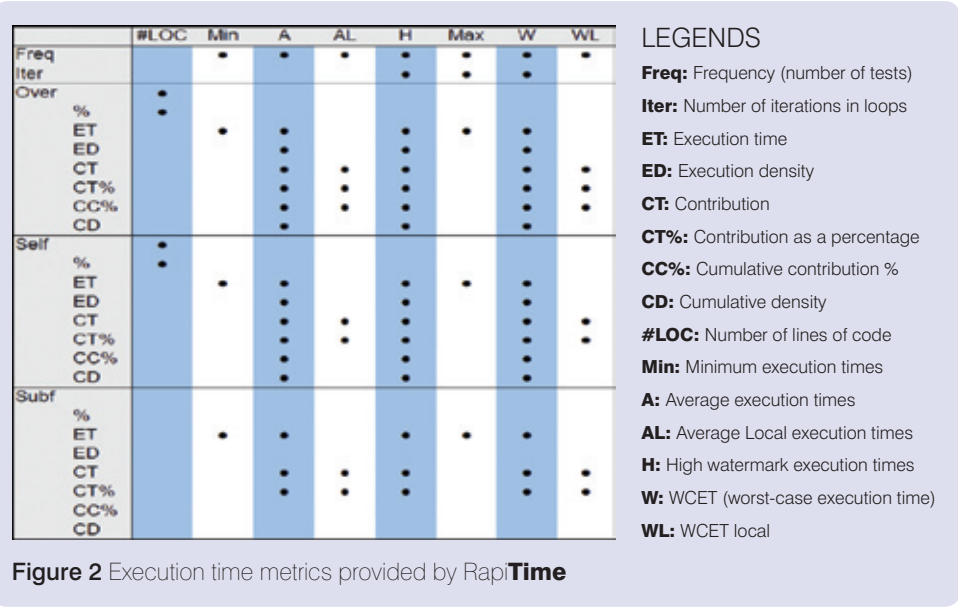 #LOC Min A AL H Max W WL
Freq • • • • • • •
Iter • • •
Over •
% •
ET • • • • •
ED • • •
CT • • • • •
CT% • • • • •
CC% • • • • •
CD • • •
Self •
% •
ET • • • • •
ED • • •
CT • • • • •
CT% • • • • •
CC% • • •
CD • • •
Subf
%
ET • • • • •
ED
CT • • • • •
CT% • • • • •
CC%
CD
LEGENDS
Freq: Frequency (number of tests)
Iter: Number of iterations in loops
ET: Execution time
ED: Execution density
CT: Contribution
CT%: Contribution as a percentage
CC%: Cumulative contribution %
CD: Cumulative density
#LOC: Number of lines of code
Min: Minimum execution times
A: Average execution times
AL: Average Local execution times
H: High watermark execution times
W: WCET (worst-case execution time)
WL: WCET local
Figure 2 Execution time metrics provided by RapiTime